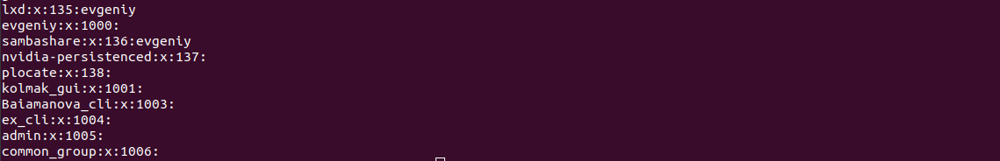 lxd:x:135:evgeniy
evgeniy:x:1000:
sambashare:x:136:evgeniy
nvidia-persistenced:x:137:
plocate:x:138:
kolmak_gui:x:1001:
Baiamanova_cli:x:1003:
ex_cli:x:1004:
admin:x:1005:
common_group:x:1006: